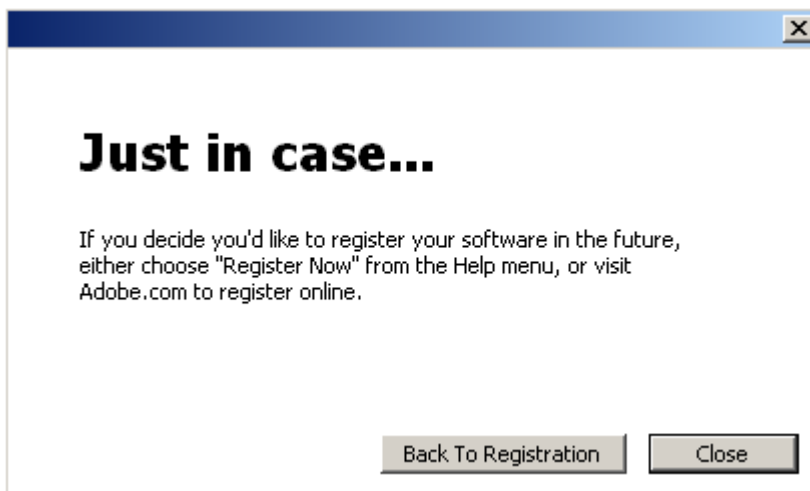 Just in case...
If you decide you'd like to register your software in the future,
either choose "Register Now" from the Help menu, or visit
Adobe.com to register online.
Back To Registration
Close